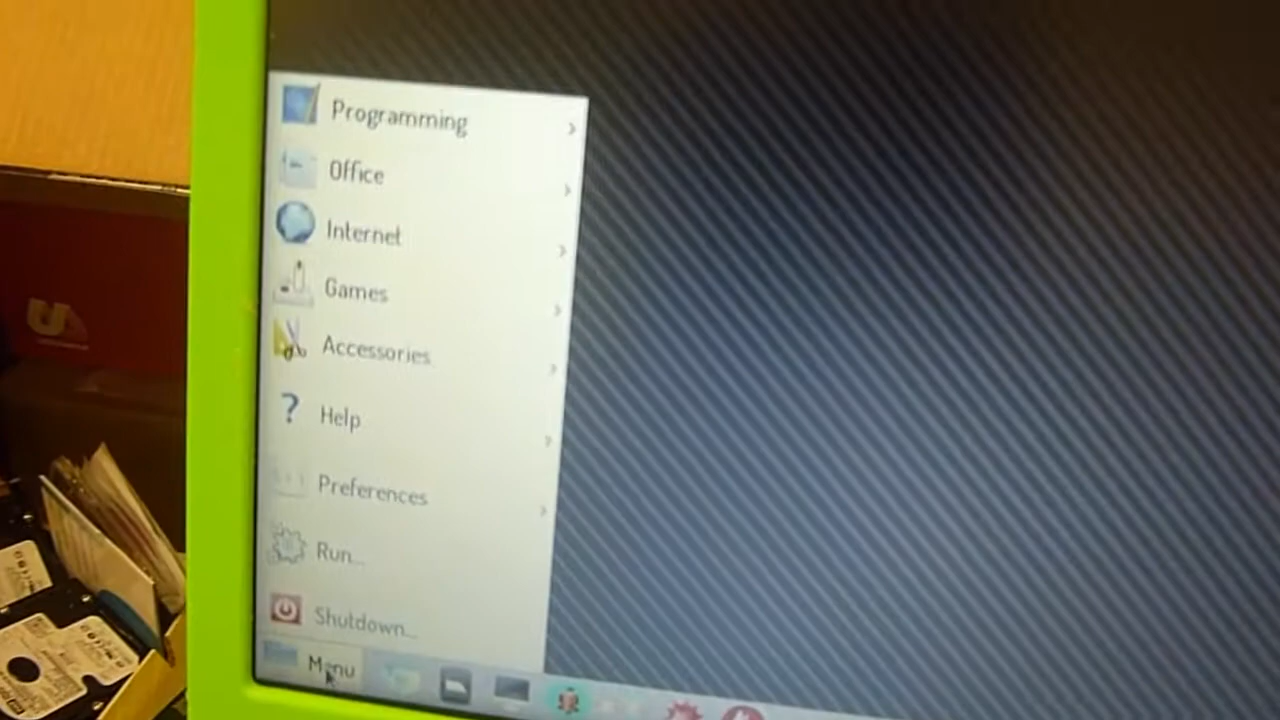 Programming
Office
Internet
Games
Accessories
Help
Preferences
Run...
Shutdown...
Menu